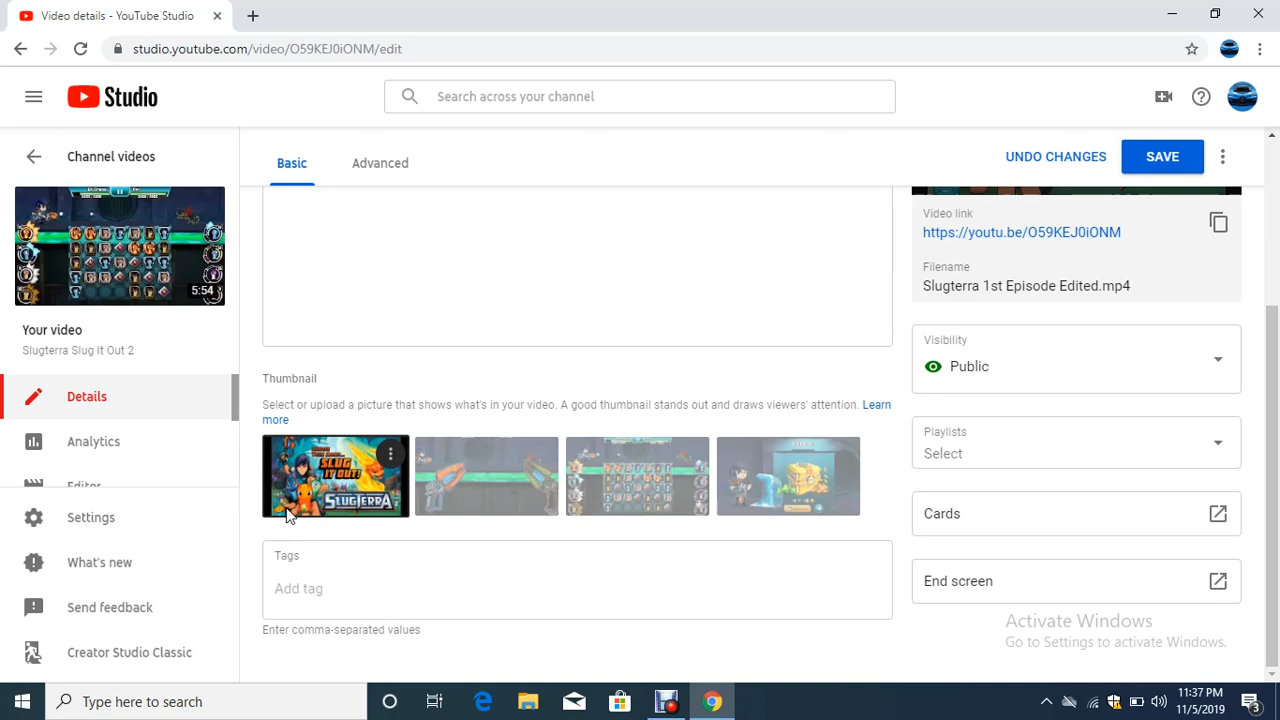 Video details - YouTube Studio
studio.youtube.com/video/O59KEJ0iONM/edit
Studio
Search across your channel
Channel videos
5:54
Your video
Slugterra Slug It Out 2
Details
Analytics
Editor
Settings
What's new
Send feedback
Creator Studio Classic
Basic
Advanced
UNDO CHANGES
SAVE
Thumbnail
Select or upload a picture that shows what's in your video. A good thumbnail stands out and draws viewers' attention. Learn
more
SLUG
IT OUT!
SLUGTERRA
Tags
Add tag
Enter comma-separated values
Video link
https://youtu.be/O59KEJ0iONM
Filename
Slugterra 1st Episode Edited.mp4
Visibility
Public
Playlists
Select
Cards
End screen
Activate Windows
Go to Settings to activate Windows.
Type here to search
11:37 PM
11/5/2019
3